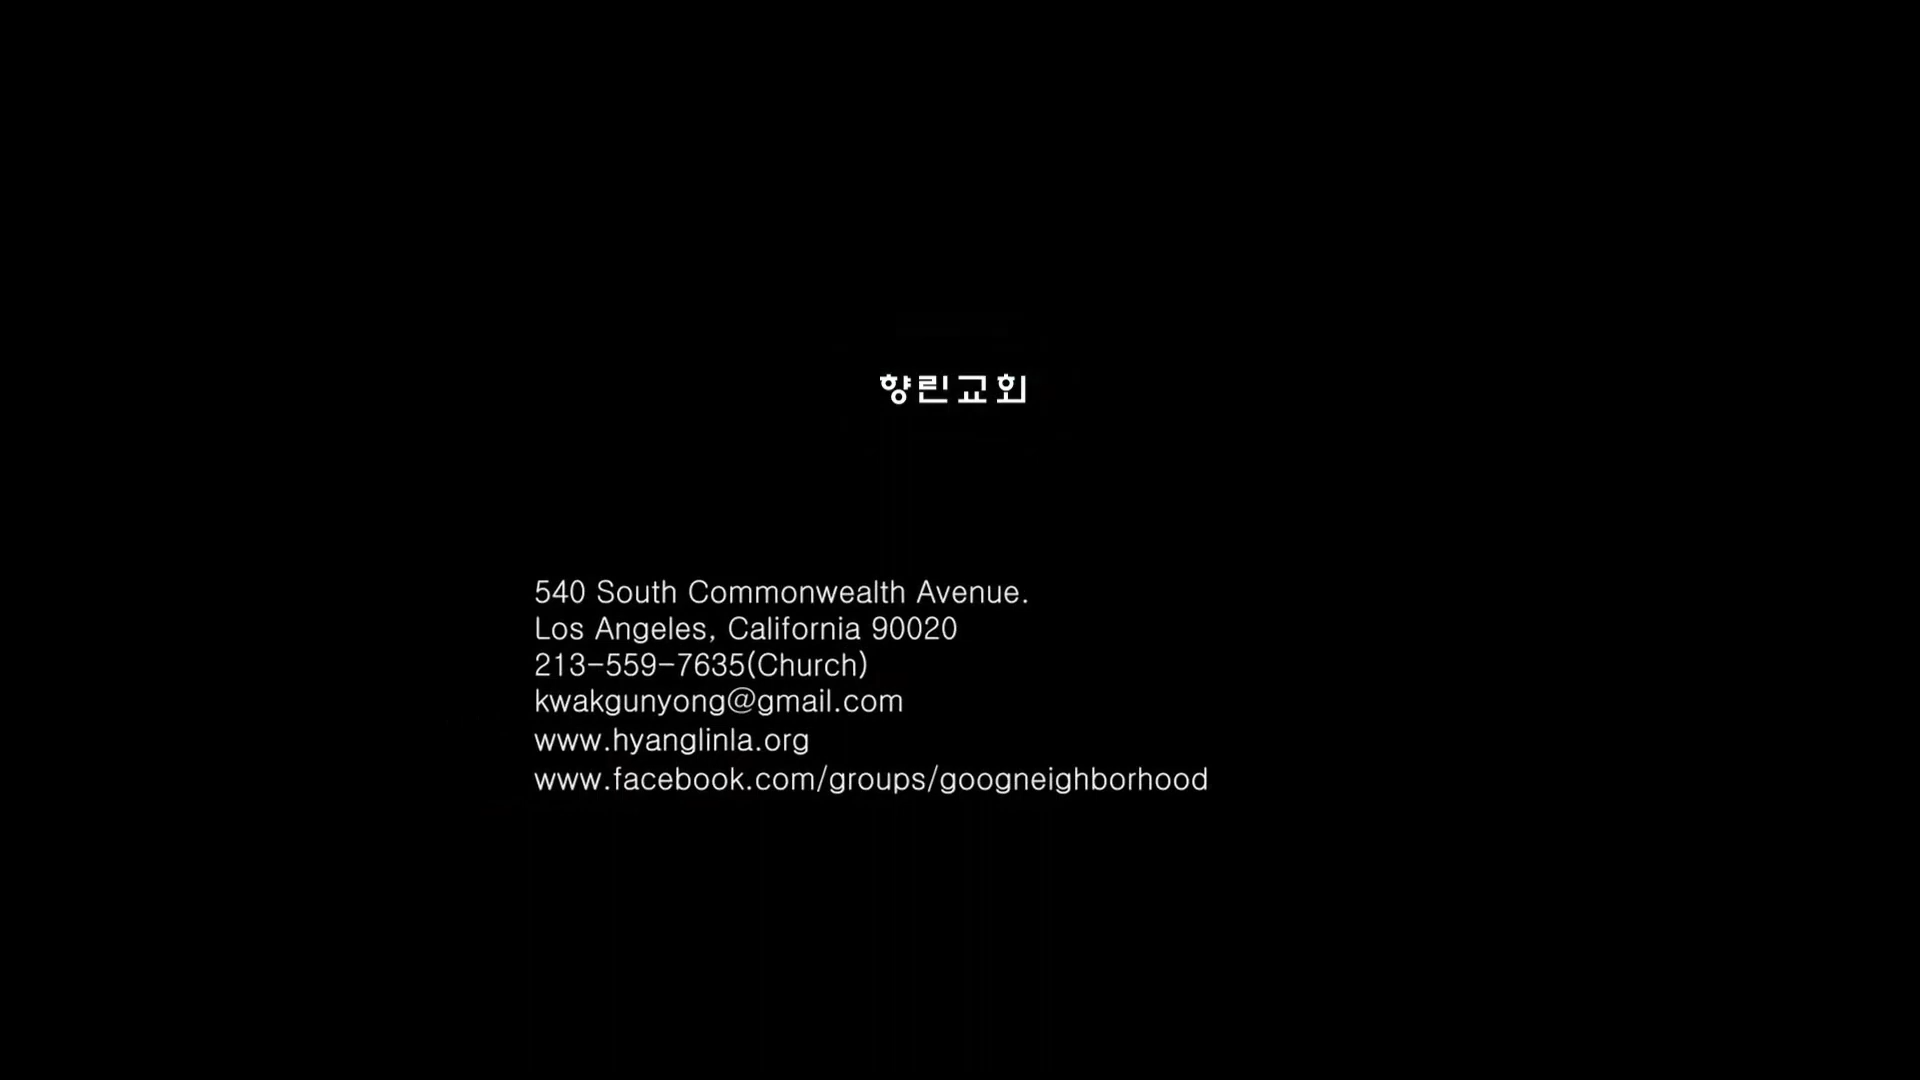 향린교회
540 South Commonwealth Avenue.
Los Angeles, California 90020
213-559-7635(Church)
kwakgunyong@gmail.com
www.hyanglinla.org
www.facebook.com/groups/googneighborhood